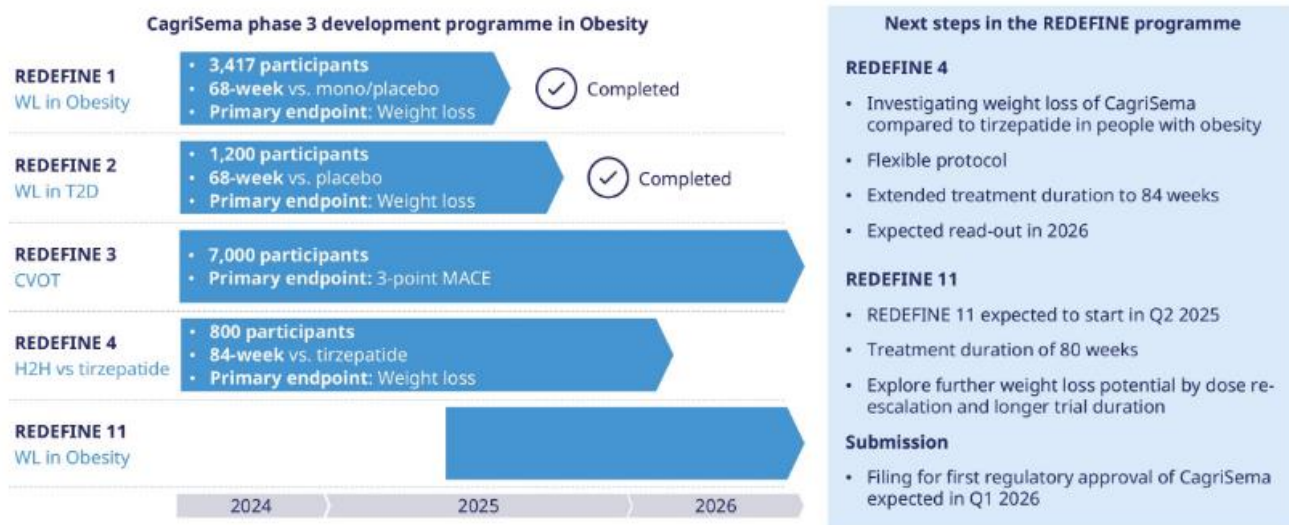 CagriSema phase 3 development programme in Obesity
REDEFINE 1
WL in Obesity
• 3,417 participants
• 68-week vs. mono/placebo
• Primary endpoint: Weight loss
Completed
REDEFINE 2
WL in T2D
• 1,200 participants
• 68-week vs. placebo
• Primary endpoint: Weight loss
Completed
REDEFINE 3
CVOT
• 7,000 participants
• Primary endpoint: 3-point MACE
REDEFINE 4
H2H vs tirzepatide
• 800 participants
• 84-week vs. tirzepatide
• Primary endpoint: Weight loss
REDEFINE 11
WL in Obesity
2024
2025
2026
Next steps in the REDEFINE programme
REDEFINE 4
• Investigating weight loss of CagriSema
compared to tirzepatide in people with obesity
• Flexible protocol
• Extended treatment duration to 84 weeks
• Expected read-out in 2026
REDEFINE 11
• REDEFINE 11 expected to start in Q2 2025
• Treatment duration of 80 weeks
• Explore further weight loss potential by dose re-
escalation and longer trial duration
Submission
• Filing for first regulatory approval of CagriSema
expected in Q1 2026